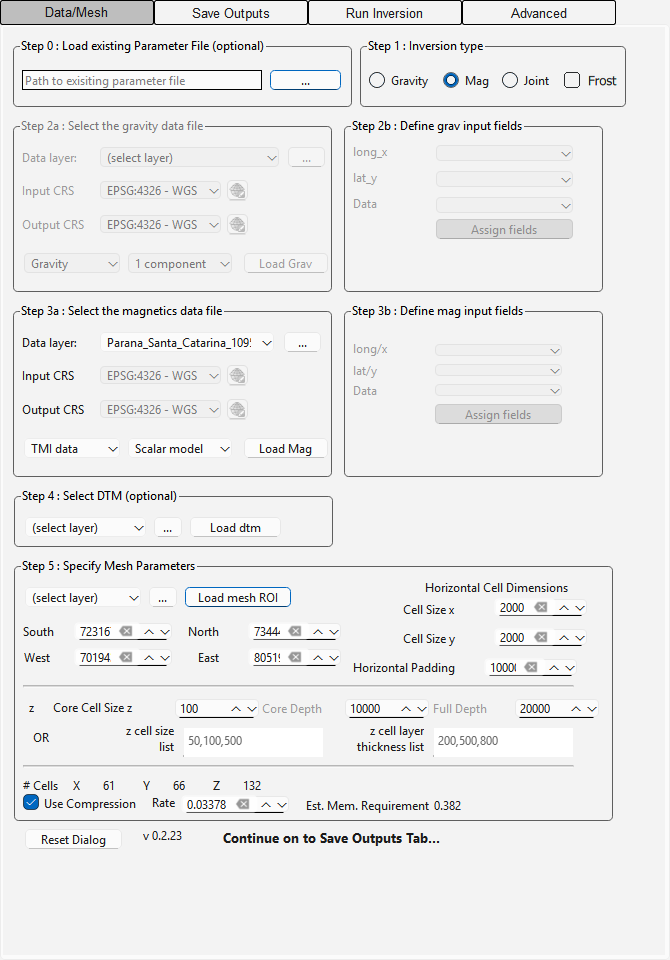 Data/Mesh Save Outputs Run Inversion Advanced
Step 0 : Load existing Parameter File (optional)
Path to exisiting parameter file ...
Step 1 : Inversion type
Gravity Mag Joint Frost
Step 2a : Select the gravity data file
Data layer: (select layer) ...
Input CRS EPSG:4326 - WGS
Output CRS EPSG:4326 - WGS
Gravity 1 component Load Grav
Step 2b : Define grav input fields
long_x
lat_y
Data
Assign fields
Step 3a : Select the magnetics data file
Data layer: Parana_Santa_Catarina_109 ...
Input CRS EPSG:4326 - WGS
Output CRS EPSG:4326 - WGS
TMI data Scalar model Load Mag
Step 3b : Define mag input fields
long/x
lat/y
Data
Assign fields
Step 4 : Select DTM (optional)
(select layer) ... Load dtm
Step 5 : Specify Mesh Parameters
(select layer) ... Load mesh ROI
South 72316 North 7344
West 70194 East 8051
Horizontal Cell Dimensions
Cell Size x 2000
Cell Size y 2000
Horizontal Padding 1000
z Core Cell Size z 100 Core Depth 10000 Full Depth 20000
OR z cell size list 50,100,500 z cell layer thickness list 200,500,800
# Cells X 61 Y 66 Z 132
Use Compression Rate 0.03378 Est. Mem. Requirement 0.382
Reset Dialog v 0.2.23 Continue on to Save Outputs Tab...